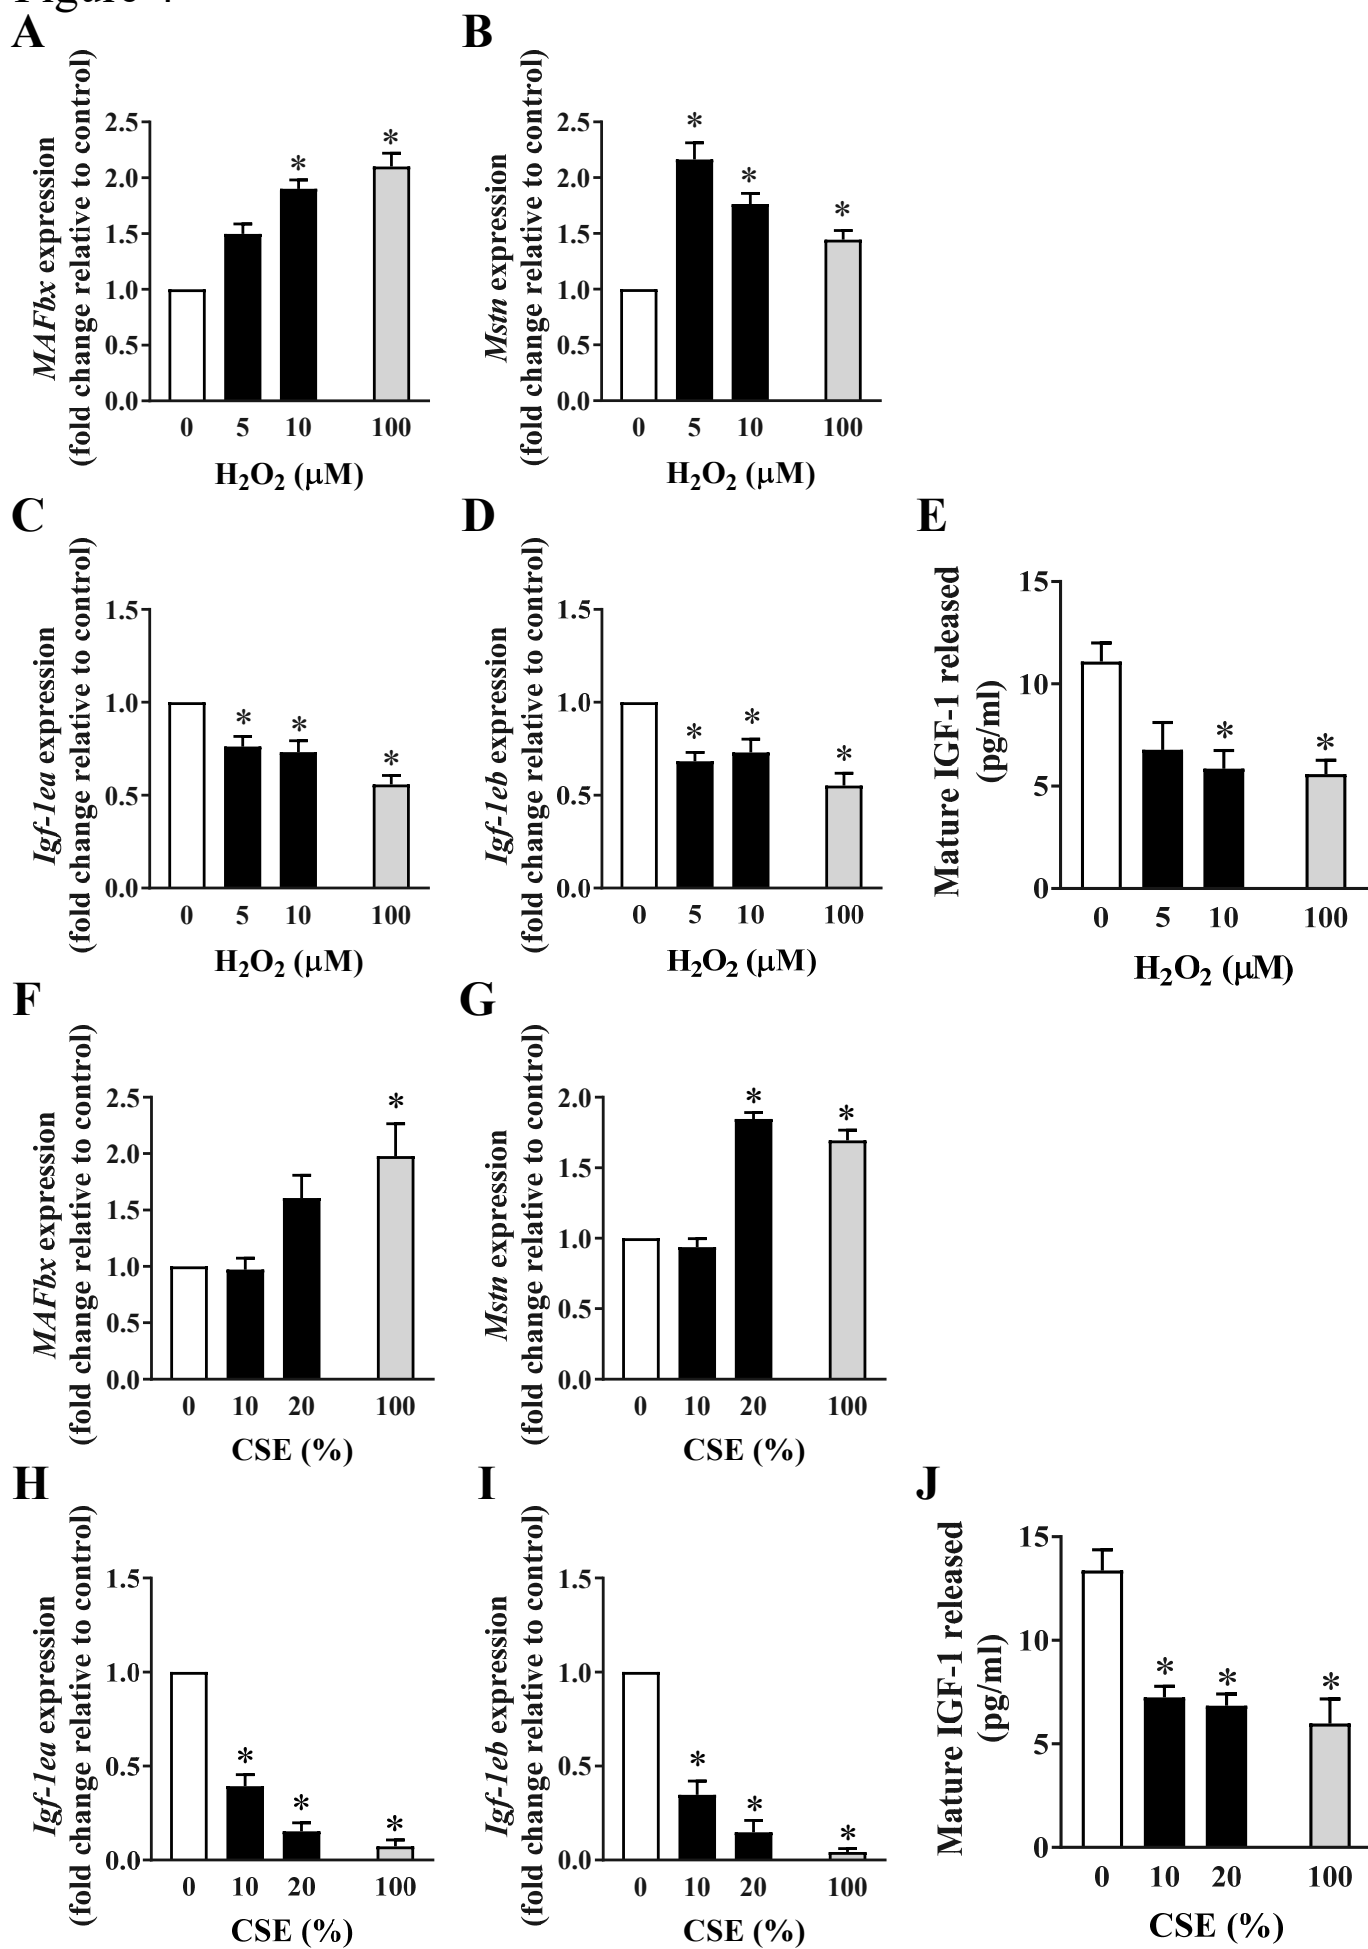 A
MAFbx expression
(fold change relative to control)
2.5
2.0
1.5
1.0
0.5
0.0
*
*
0 5 10 100
H₂O₂ (μM)
B
Mstn expression
(fold change relative to control)
2.5
2.0
1.5
1.0
0.5
0.0
*
*
*
0 5 10 100
H₂O₂ (μM)
C
Igf-1ea expression
(fold change relative to control)
1.5
1.0
0.5
0.0
*
*
*
0 5 10 100
H₂O₂ (μM)
D
Igf-1eb expression
(fold change relative to control)
1.5
1.0
0.5
0.0
*
*
*
0 5 10 100
H₂O₂ (μM)
E
Mature IGF-1 released
(pg/ml)
15
10
5
0
*
*
0 5 10 100
H₂O₂ (μM)
F
MAFbx expression
(fold change relative to control)
2.5
2.0
1.5
1.0
0.5
0.0
*
0 10 20 100
CSE (%)
G
Mstn expression
(fold change relative to control)
2.0
1.5
1.0
0.5
0.0
*
*
0 10 20 100
CSE (%)
H
Igf-1ea expression
(fold change relative to control)
1.5
1.0
0.5
0.0
*
*
*
0 10 20 100
CSE (%)
I
Igf-1eb expression
(fold change relative to control)
1.5
1.0
0.5
0.0
*
*
*
0 10 20 100
CSE (%)
J
Mature IGF-1 released
(pg/ml)
15
10
5
0
*
*
*
0 10 20 100
CSE (%)